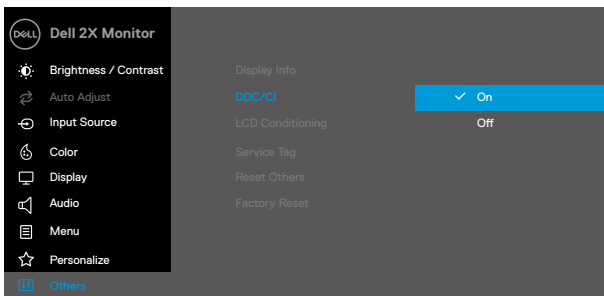 DELL Dell 2X Monitor
Brightness / Contrast
Auto Adjust
Input Source
Color
Display
Audio
Menu
Personalize
Others
Display Info
DDC/CI
LCD Conditioning
Service Tag
Reset Others
Factory Reset
On
Off